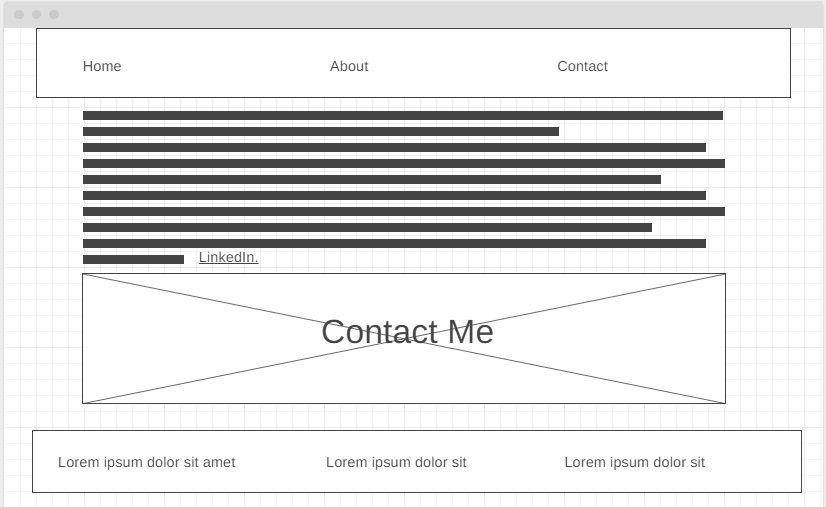 Home About Contact
LinkedIn.
Contact Me
Lorem ipsum dolor sit amet Lorem ipsum dolor sit Lorem ipsum dolor sit